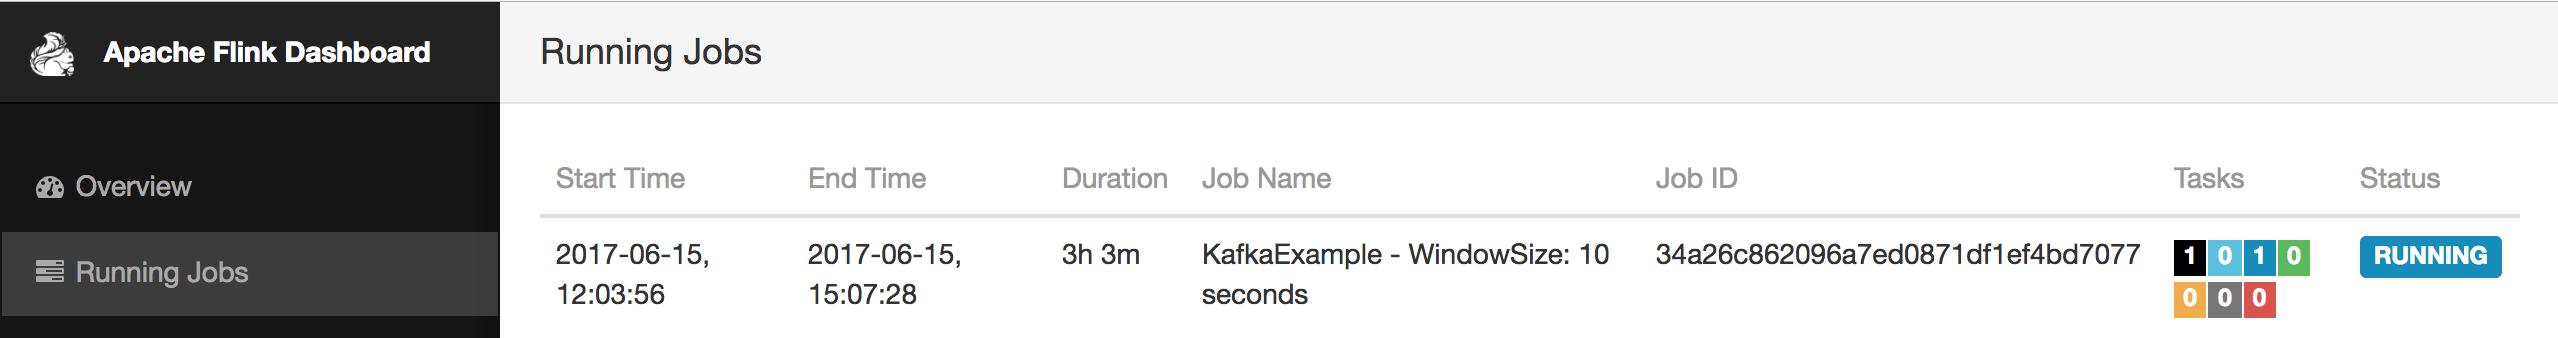 Apache Flink Dashboard
Running Jobs
Overview
Running Jobs
Start Time End Time Duration Job Name Job ID Tasks Status
2017-06-15, 2017-06-15, 3h 3m KafkaExample - WindowSize: 10 34a26c862096a7ed0871df1ef4bd7077 1 0 1 0 RUNNING
12:03:56 15:07:28 seconds 0 0 0